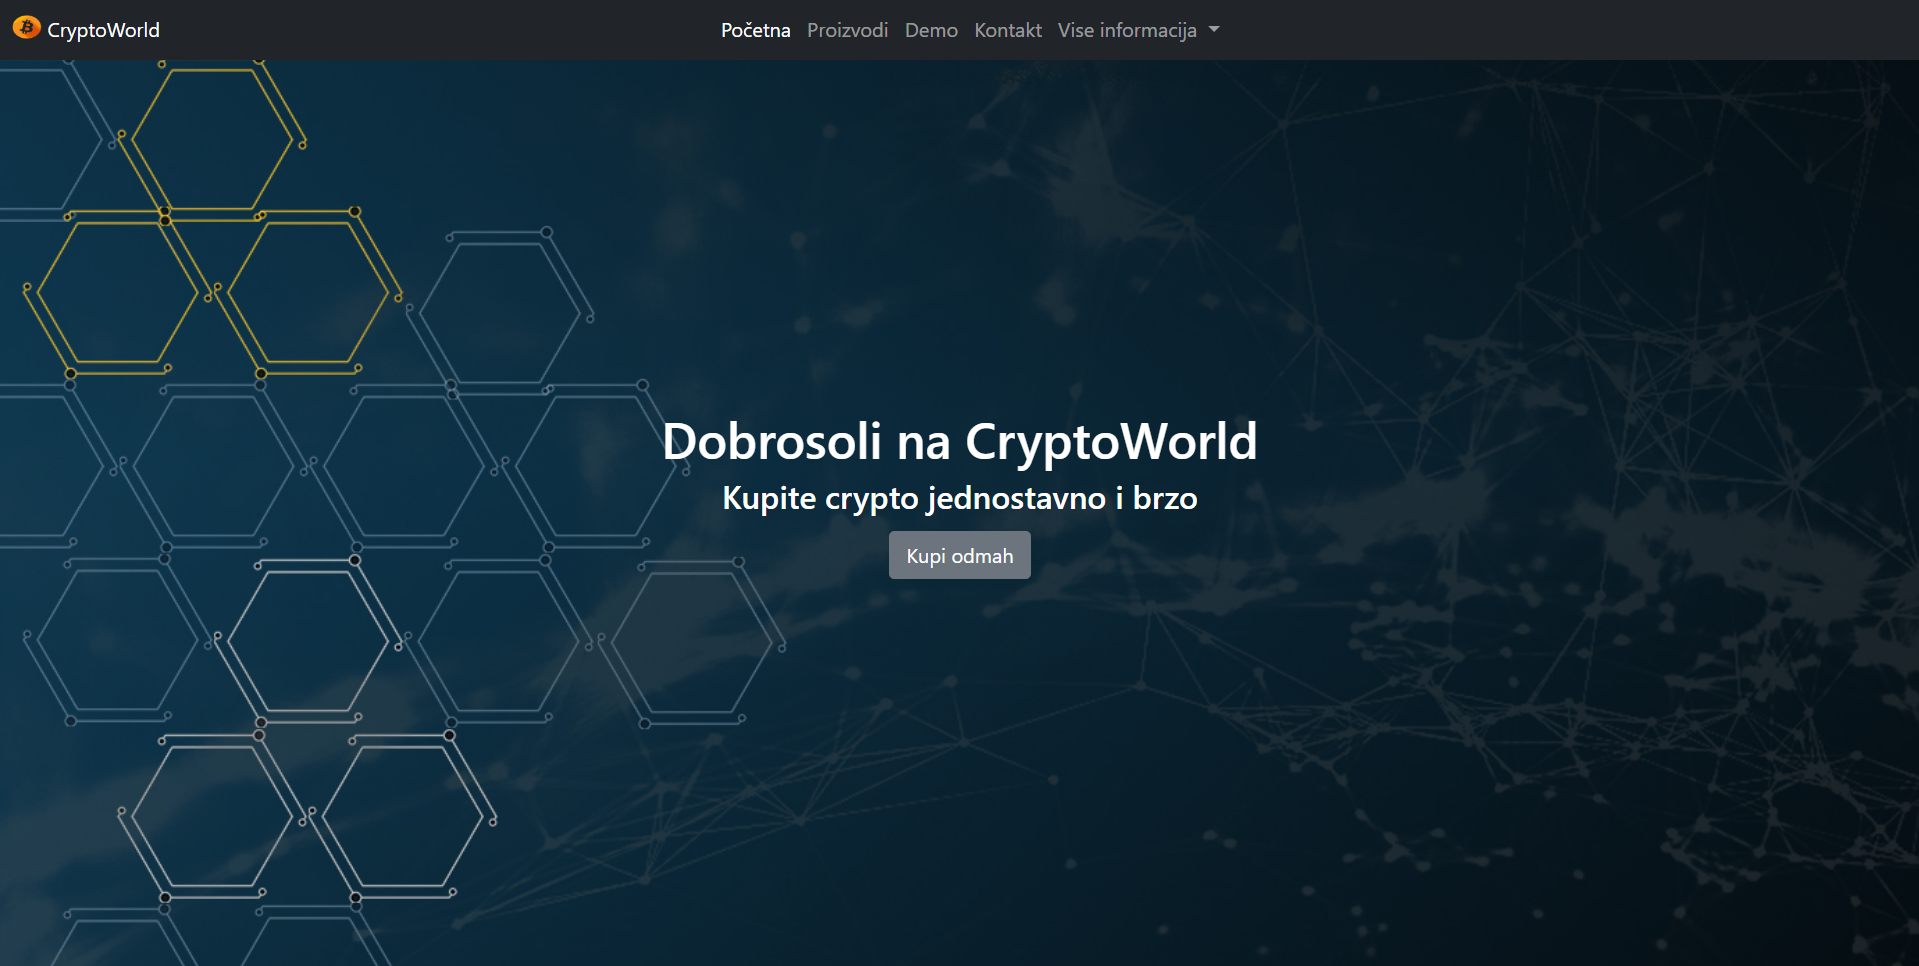 CryptoWorld
Početna Proizvodi Demo Kontakt Vise informacija
Dobrosoli na CryptoWorld
Kupite crypto jednostavno i brzo
Kupi odmah